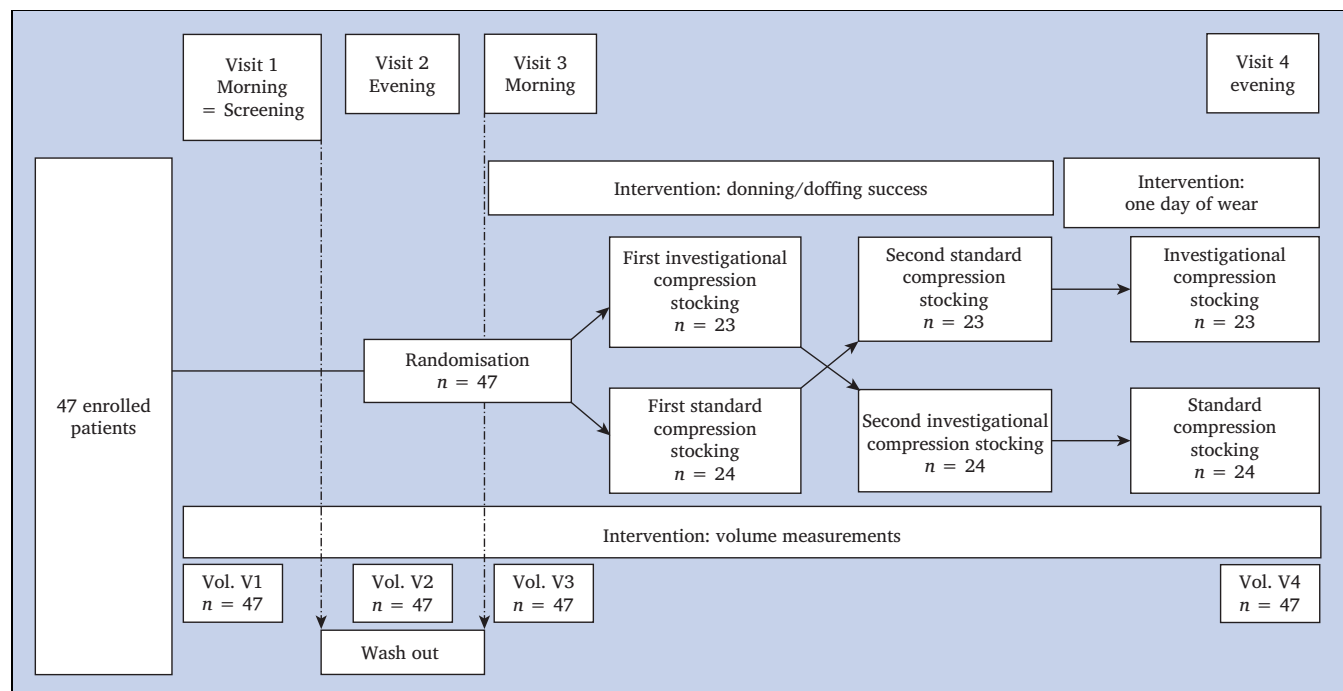 Visit 1
Morning
= Screening
Visit 2
Evening
Visit 3
Morning
Visit 4
evening
Intervention: donning/doffing success
Intervention:
one day of wear
47 enrolled
patients
Randomisation
n = 47
First investigational
compression
stocking
n = 23
First standard
compression
stocking
n = 24
Second standard
compression
stocking
n = 23
Second investigational
compression stocking
n = 24
Investigational
compression
stocking
n = 23
Standard
compression
stocking
n = 24
Intervention: volume measurements
Vol. V1
n = 47
Vol. V2
n = 47
Vol. V3
n = 47
Vol. V4
n = 47
Wash out